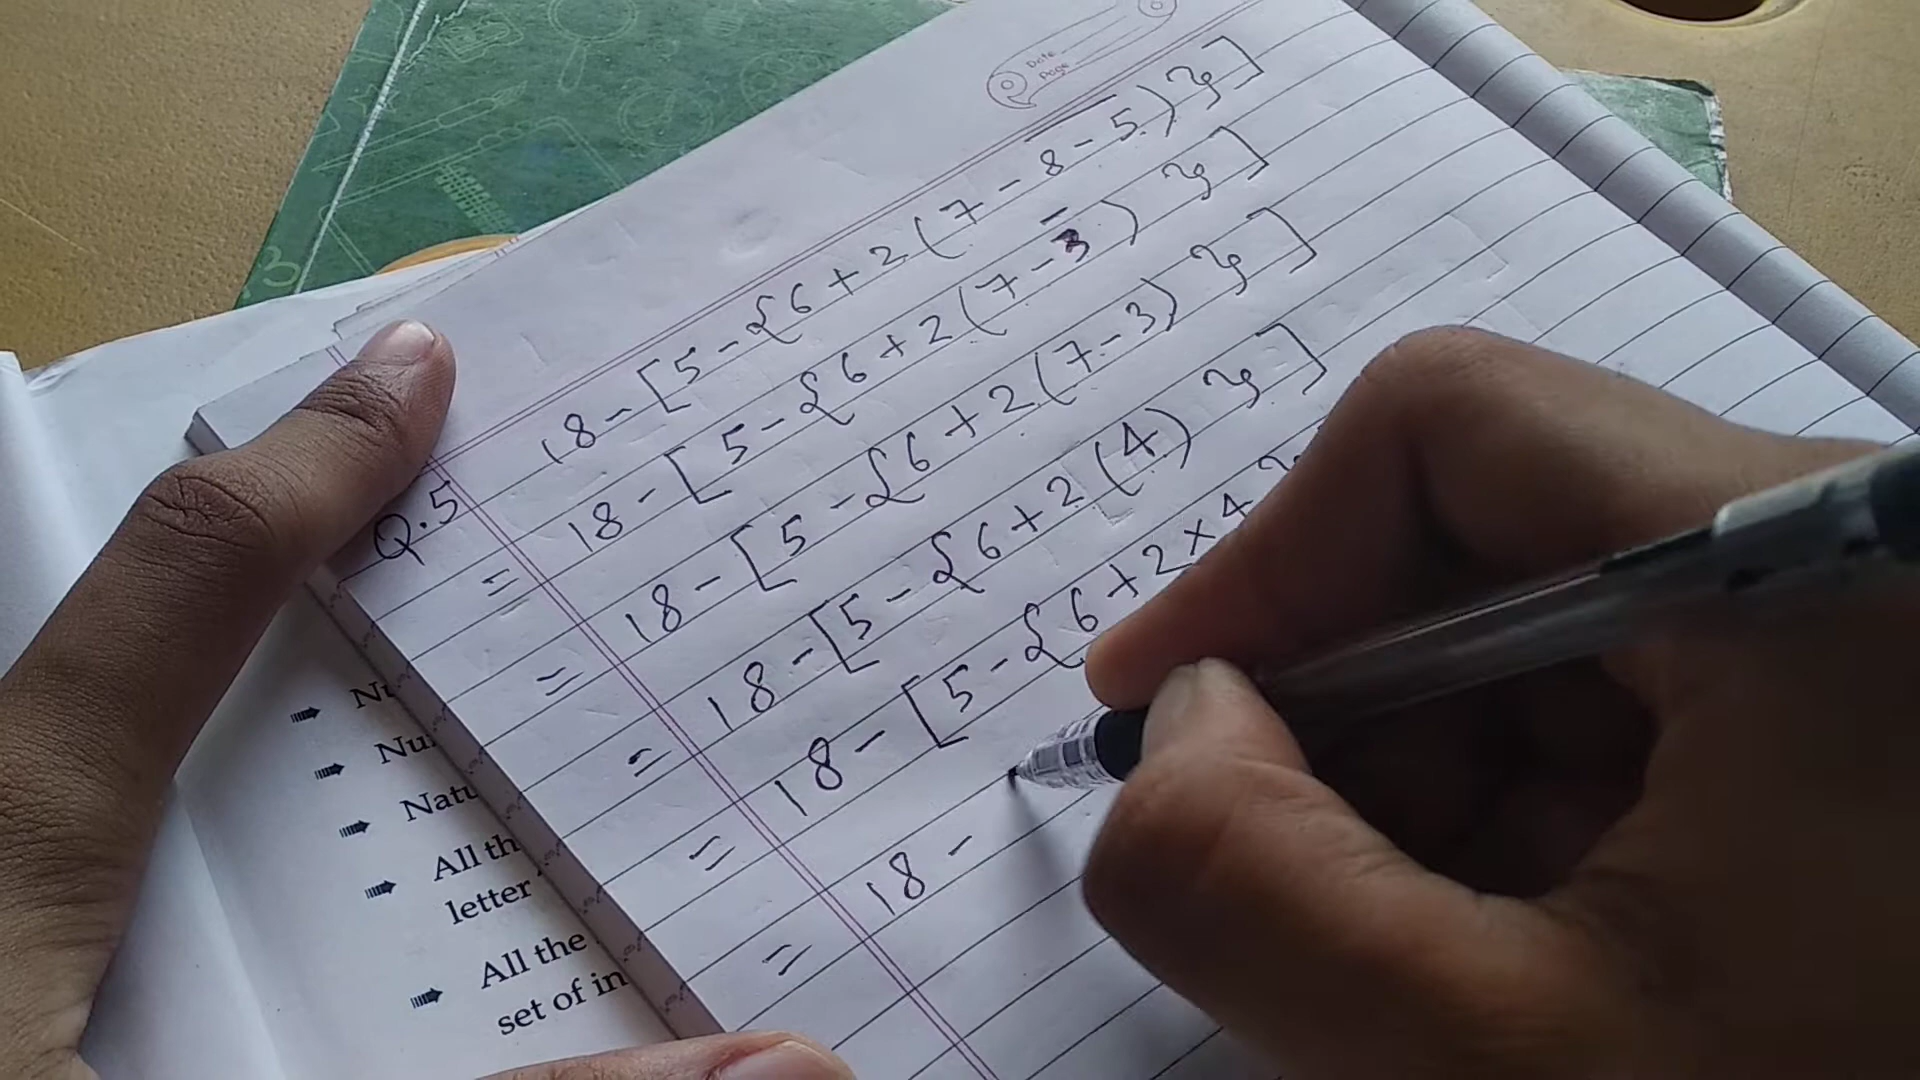 Date
Page
Q.5 18 - [5 - {6 + 2 (7 - 8 - 5)}]
= 18 - [5 - {6 + 2 (7 - 3)}]
= 18 - [5 - {6 + 2 (7 - 3)}]
= 18 - [5 - {6 + 2 (4)}]
= 18 - [5 - {6 + 2 × 4
= 18 -
Natu
All th
letter
All the
set of in